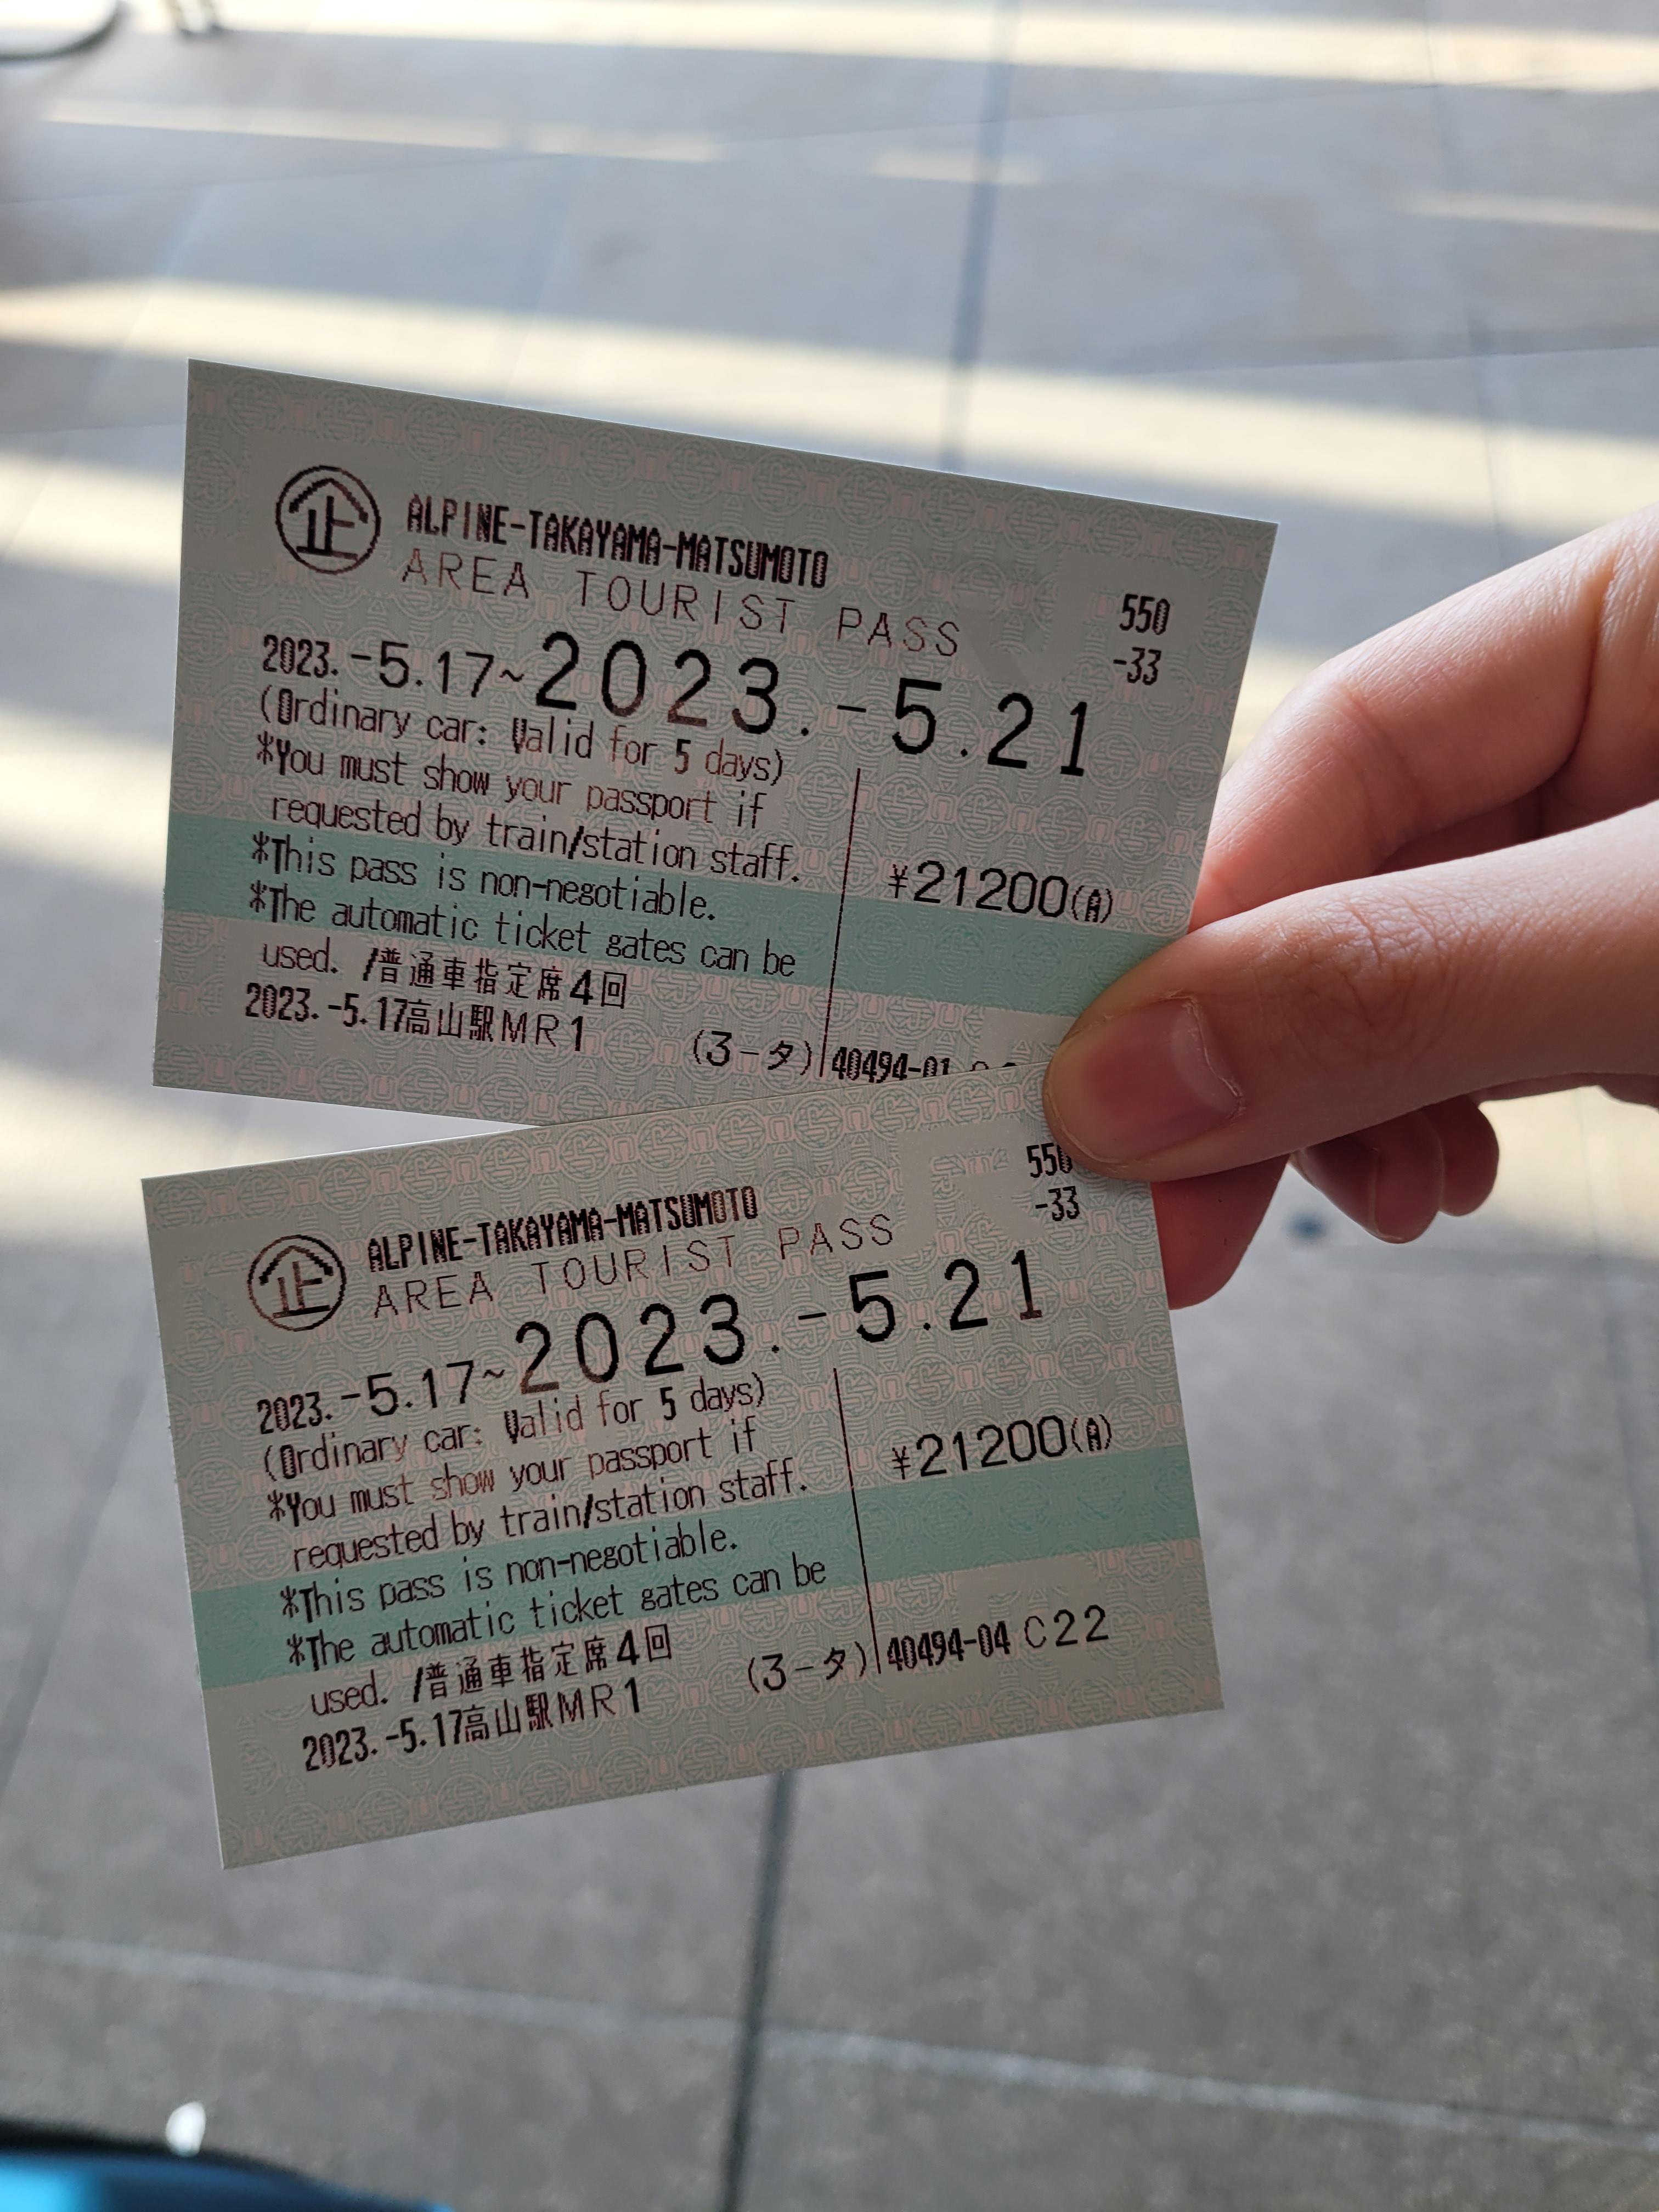 企 ALPINE-TAKAYAMA-MATSUMOTO
AREA TOURIST PASS
550
-33
2023.-5.17~2023.-5.21
(Ordinary car: Valid for 5 days)
*You must show your passport if
requested by train/station staff.
*This pass is non-negotiable.
*The automatic ticket gates can be
used. /普通車指定席4回
¥21200(A)
2023.-5.17高山駅MR1 (3-タ) 40494-01
企 ALPINE-TAKAYAMA-MATSUMOTO
AREA TOURIST PASS
550
-33
2023.-5.17~2023.-5.21
(Ordinary car: Valid for 5 days)
*You must show your passport if
requested by train/station staff.
*This pass is non-negotiable.
*The automatic ticket gates can be
used. /普通車指定席4回
¥21200(A)
2023.-5.17高山駅MR1 (3-タ) 40494-04 C22